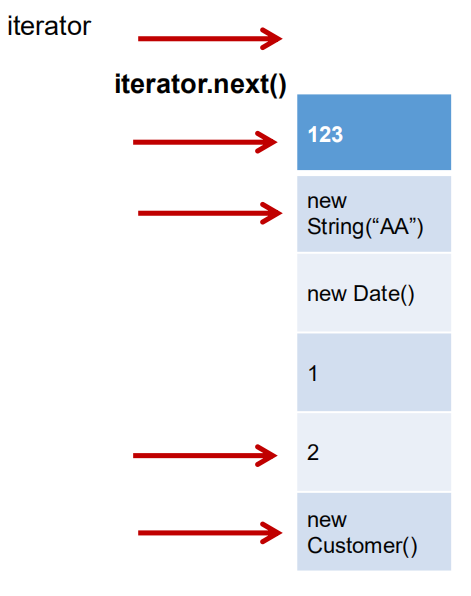 iterator
iterator.next()
123
new
String(“AA”)
new Date()
1
2
new
Customer()